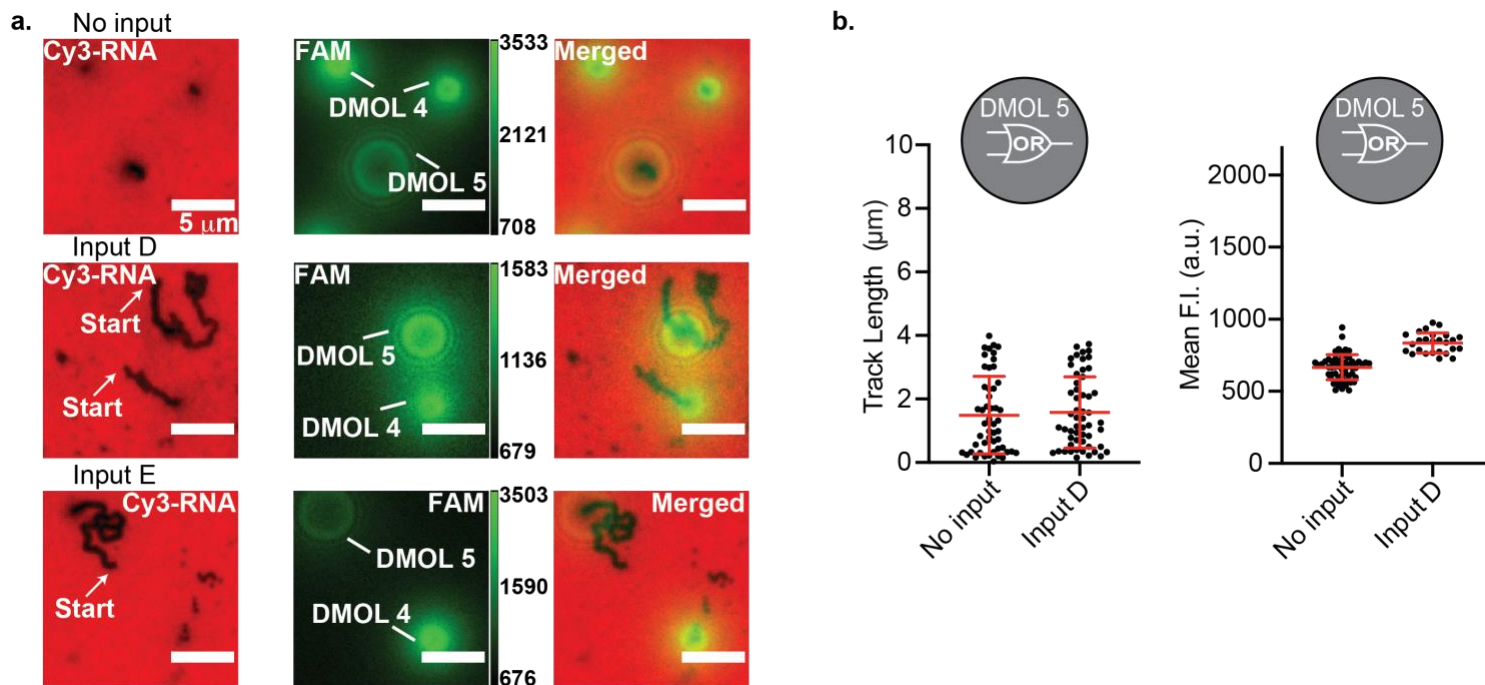 a.
No input
Cy3-RNA
5 μm
FAM
DMOL 4
DMOL 5
3533
2121
708
Merged
Input D
Cy3-RNA
Start
Start
FAM
DMOL 5
DMOL 4
1583
1136
679
Merged
Input E
Cy3-RNA
Start
FAM
DMOL 5
DMOL 4
3503
1590
676
Merged
b.
DMOL 5
OR
Track Length (μm)
10
8
6
4
2
0
No input
Input D
DMOL 5
OR
Mean F.I. (a.u.)
2000
1500
1000
500
0
No input
Input D